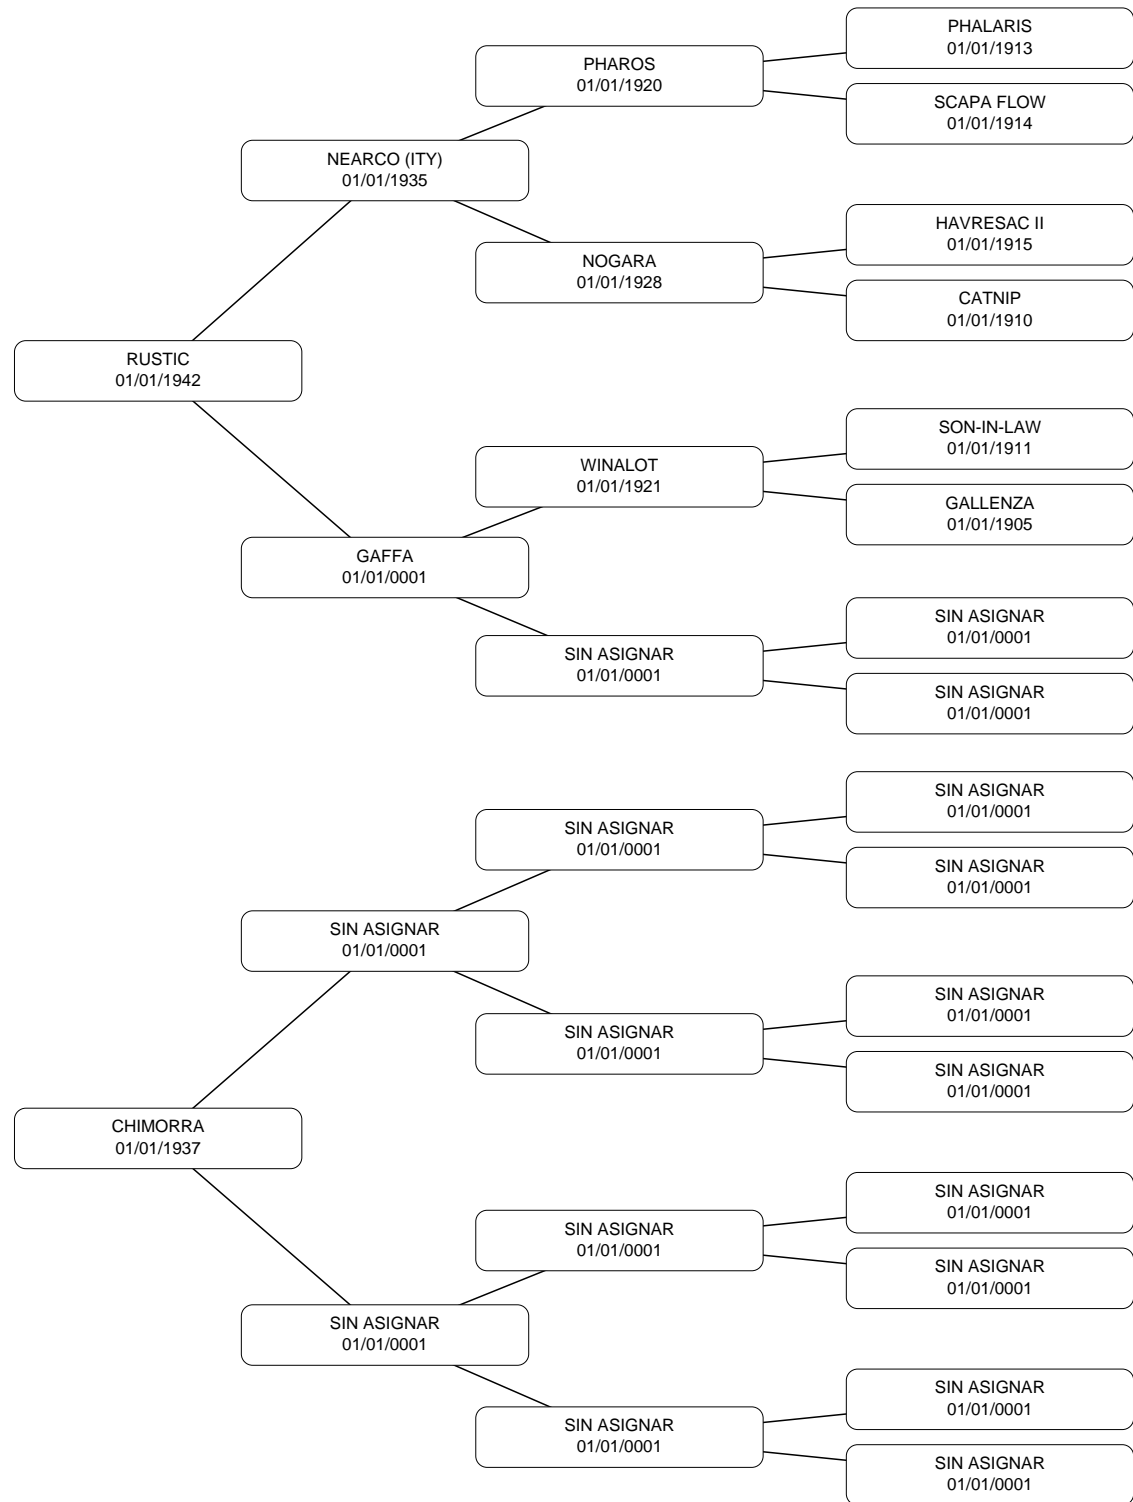 PHALARIS
01/01/1913
PHAROS
01/01/1920
SCAPA FLOW
01/01/1914
NEARCO (ITY)
01/01/1935
HAVRESAC II
01/01/1915
NOGARA
01/01/1928
CATNIP
01/01/1910
RUSTIC
01/01/1942
SON-IN-LAW
01/01/1911
WINALOT
01/01/1921
GALLENZA
01/01/1905
GAFFA
01/01/0001
SIN ASIGNAR
01/01/0001
SIN ASIGNAR
01/01/0001
SIN ASIGNAR
01/01/0001
SIN ASIGNAR
01/01/0001
SIN ASIGNAR
01/01/0001
SIN ASIGNAR
01/01/0001
SIN ASIGNAR
01/01/0001
SIN ASIGNAR
01/01/0001
SIN ASIGNAR
01/01/0001
SIN ASIGNAR
01/01/0001
CHIMORRA
01/01/1937
SIN ASIGNAR
01/01/0001
SIN ASIGNAR
01/01/0001
SIN ASIGNAR
01/01/0001
SIN ASIGNAR
01/01/0001
SIN ASIGNAR
01/01/0001
SIN ASIGNAR
01/01/0001
SIN ASIGNAR
01/01/0001